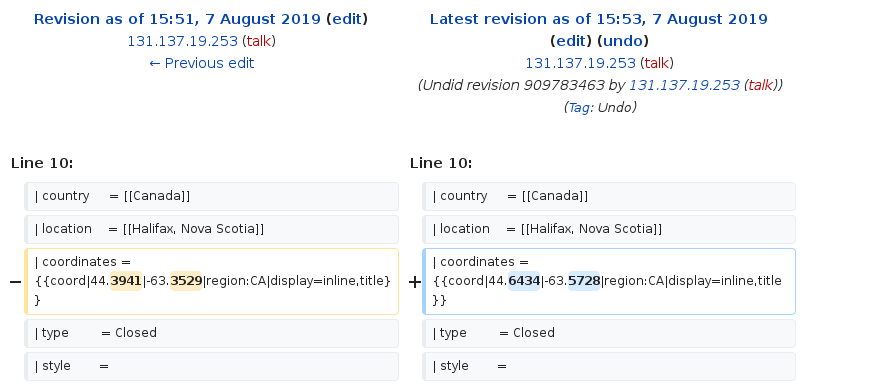 Revision as of 15:51, 7 August 2019 (edit)
131.137.19.253 (talk)
← Previous edit
Latest revision as of 15:53, 7 August 2019
(edit) (undo)
131.137.19.253 (talk)
(Undid revision 909783463 by 131.137.19.253 (talk))
(Tag: Undo)
Line 10:
| country = [[Canada]]
| location = [[Halifax, Nova Scotia]]
− | coordinates =
{{coord|44.3941|-63.3529|region:CA|display=inline,title}
}
| type = Closed
| style =
Line 10:
| country = [[Canada]]
| location = [[Halifax, Nova Scotia]]
+ | coordinates =
{{coord|44.6434|-63.5728|region:CA|display=inline,title
}}
| type = Closed
| style =